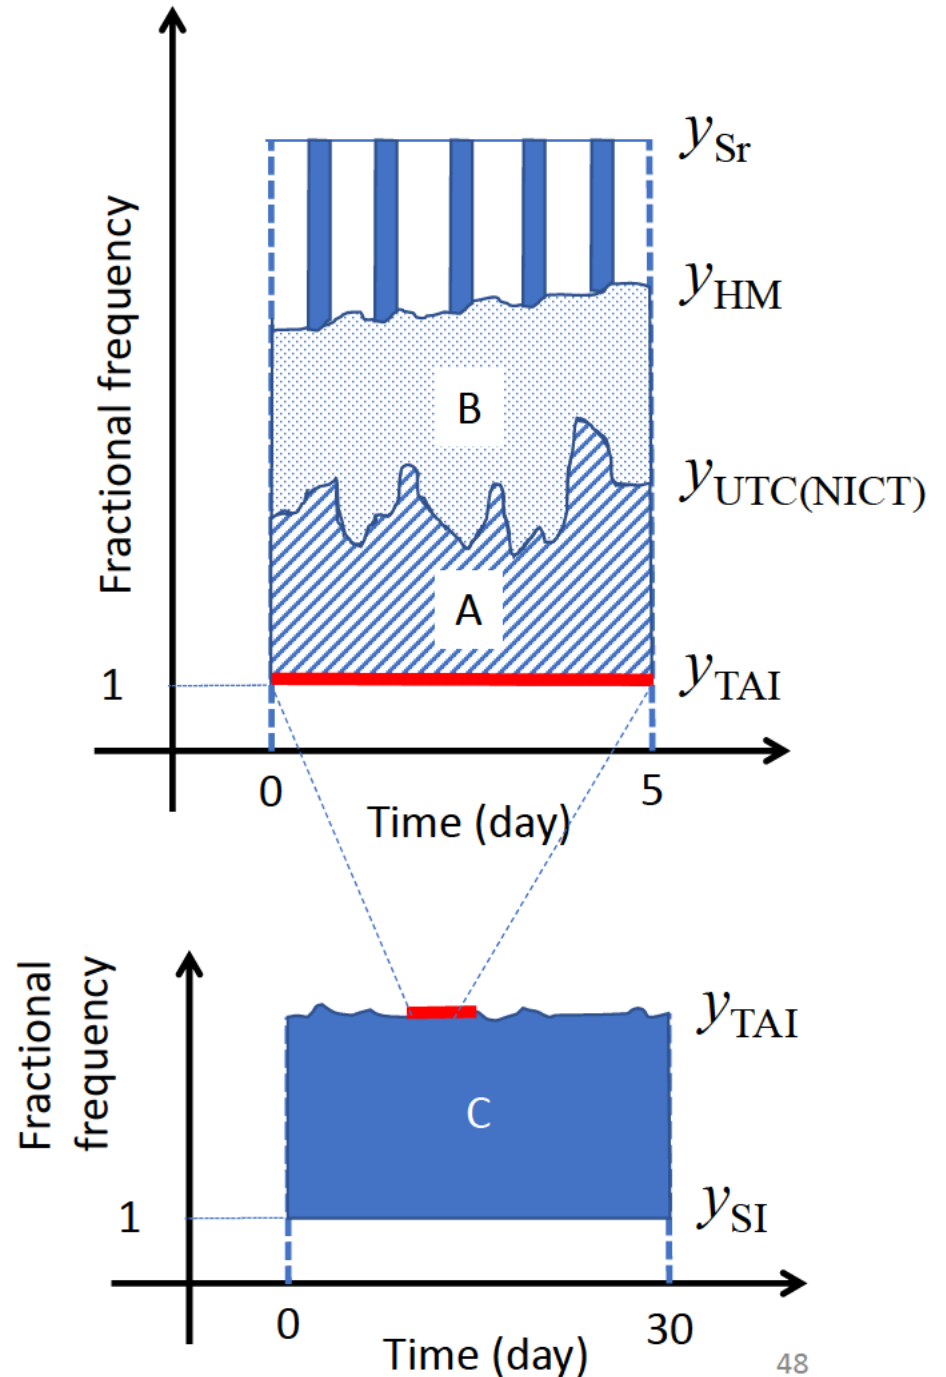 Fractional frequency
y_Sr
y_HM
B
y_UTC(NICT)
A
1
y_TAI
0
5
Time (day)
Fractional
frequency
y_TAI
C
1
y_SI
0
30
Time (day)
48